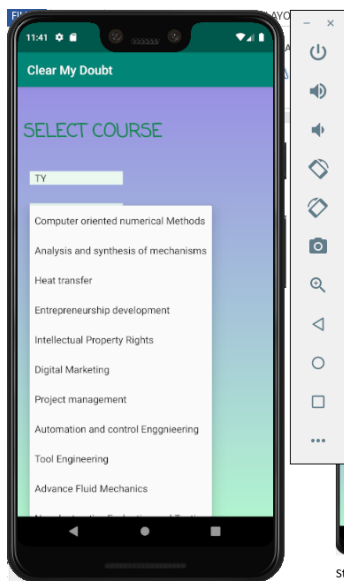 11:41
Clear My Doubt
SELECT COURSE
TY
Computer oriented numerical Methods
Analysis and synthesis of mechanisms
Heat transfer
Entrepreneurship development
Intellectual Property Rights
Digital Marketing
Project management
Automation and control Enggnieering
Tool Engineering
Advance Fluid Mechanics